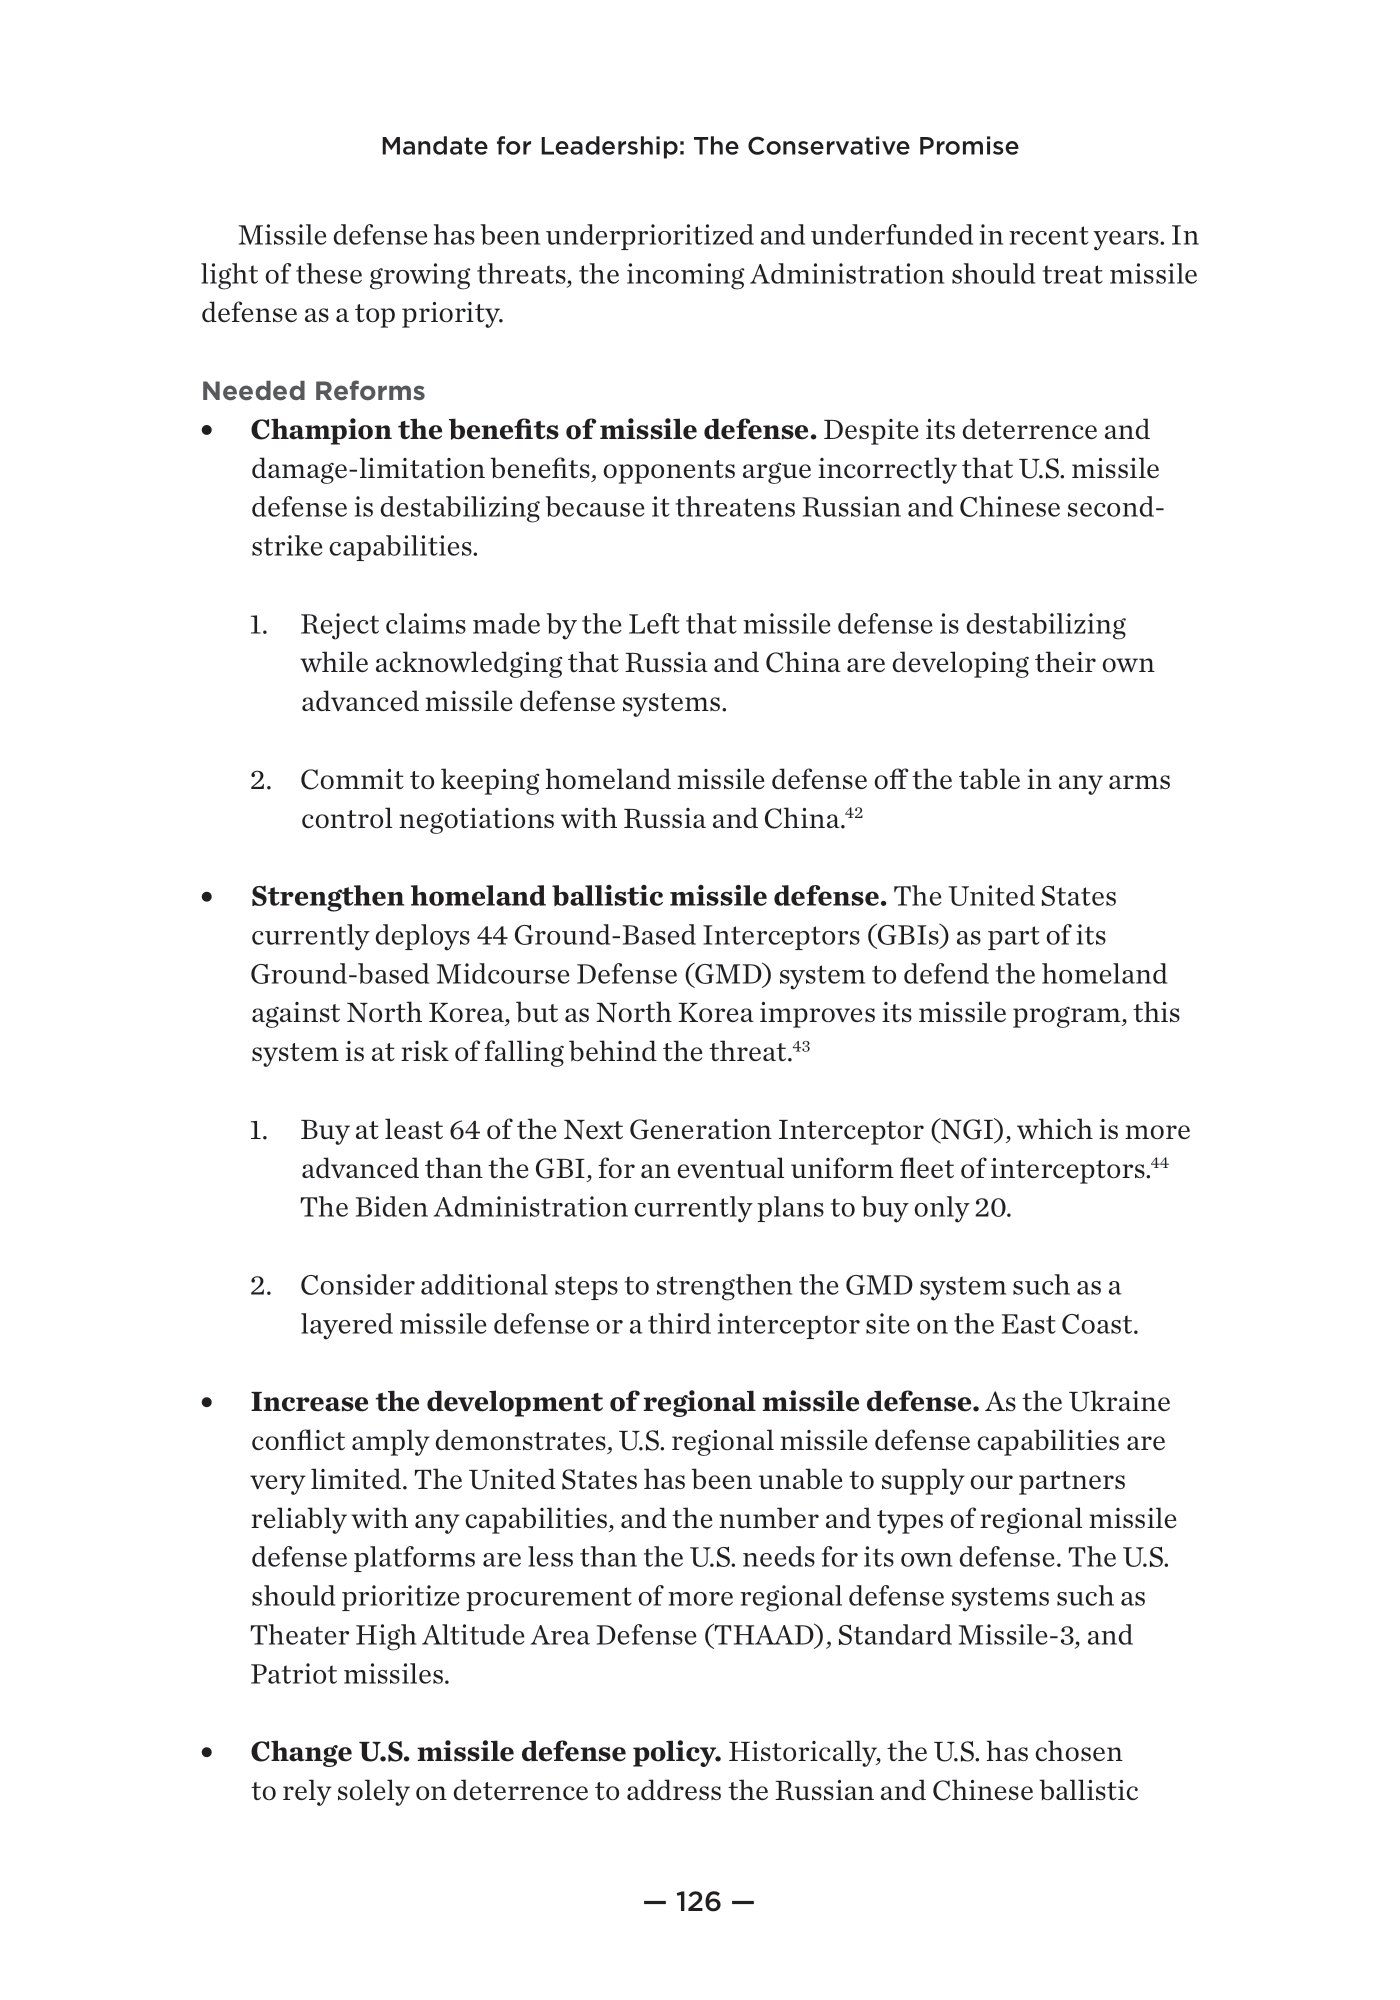 Mandate for Leadership: The Conservative Promise
Missile defense has been underprioritized and underfunded in recent years. In
light of these growing threats, the incoming Administration should treat missile
defense as a top priority.
Needed Reforms
• Champion the benefits of missile defense. Despite its deterrence and
damage-limitation benefits, opponents argue incorrectly that U.S. missile
defense is destabilizing because it threatens Russian and Chinese second-
strike capabilities.
1. Reject claims made by the Left that missile defense is destabilizing
while acknowledging that Russia and China are developing their own
advanced missile defense systems.
2. Commit to keeping homeland missile defense off the table in any arms
control negotiations with Russia and China.⁴²
• Strengthen homeland ballistic missile defense. The United States
currently deploys 44 Ground-Based Interceptors (GBIs) as part of its
Ground-based Midcourse Defense (GMD) system to defend the homeland
against North Korea, but as North Korea improves its missile program, this
system is at risk of falling behind the threat.⁴³
1. Buy at least 64 of the Next Generation Interceptor (NGI), which is more
advanced than the GBI, for an eventual uniform fleet of interceptors.⁴⁴
The Biden Administration currently plans to buy only 20.
2. Consider additional steps to strengthen the GMD system such as a
layered missile defense or a third interceptor site on the East Coast.
• Increase the development of regional missile defense. As the Ukraine
conflict amply demonstrates, U.S. regional missile defense capabilities are
very limited. The United States has been unable to supply our partners
reliably with any capabilities, and the number and types of regional missile
defense platforms are less than the U.S. needs for its own defense. The U.S.
should prioritize procurement of more regional defense systems such as
Theater High Altitude Area Defense (THAAD), Standard Missile-3, and
Patriot missiles.
• Change U.S. missile defense policy. Historically, the U.S. has chosen
to rely solely on deterrence to address the Russian and Chinese ballistic
— 126 —